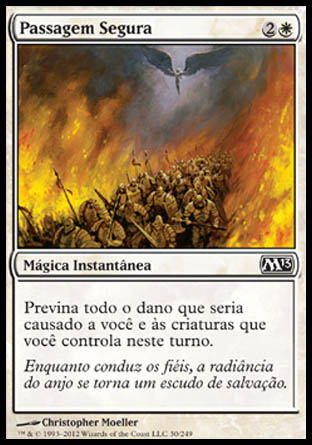 Passagem Segura 2
Mágica Instantânea M13
Previna todo o dano que seria
causado a você e às criaturas que
você controla neste turno.
Enquanto conduz os fiéis, a radiância
do anjo se torna um escudo de salvação.
Christopher Moeller
™ & © 1993–2012 Wizards of the Coast LLC 30/249